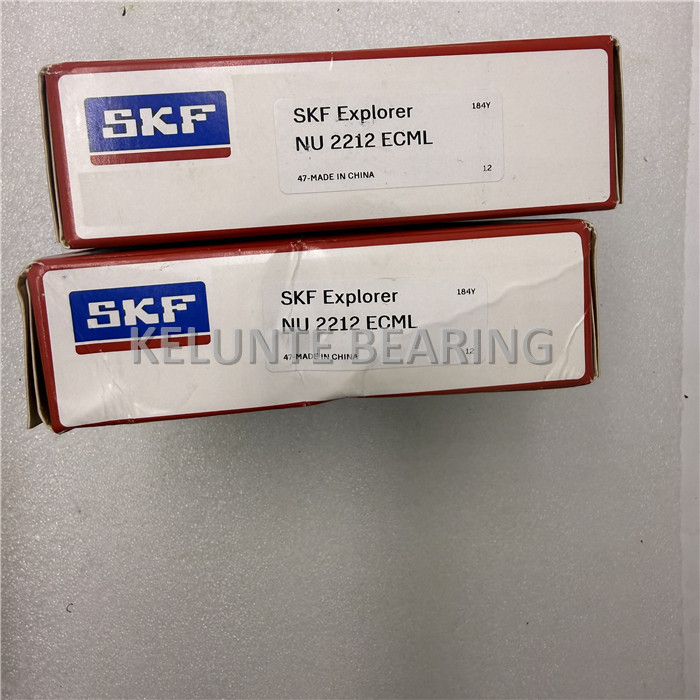 SKF
SKF Explorer
184Y
NU 2212 ECML
47-MADE IN CHINA
12
SKF
SKF Explorer
184Y
NU 2212 ECML
KELUNTE BEARING
47-MADE IN CHINA
12